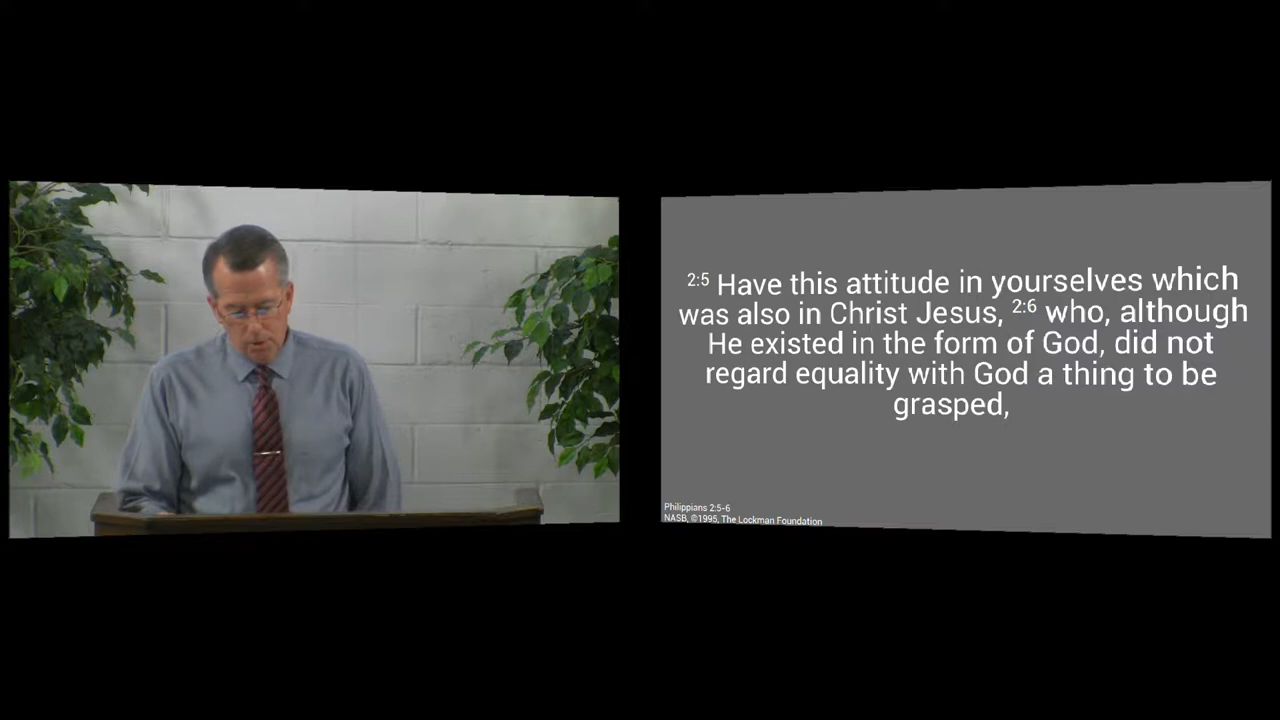 2:5 Have this attitude in yourselves which
was also in Christ Jesus, 2:6 who, although
He existed in the form of God, did not
regard equality with God a thing to be
grasped,
Philippians 2:5-6
NASB, ©1995, The Lockman Foundation